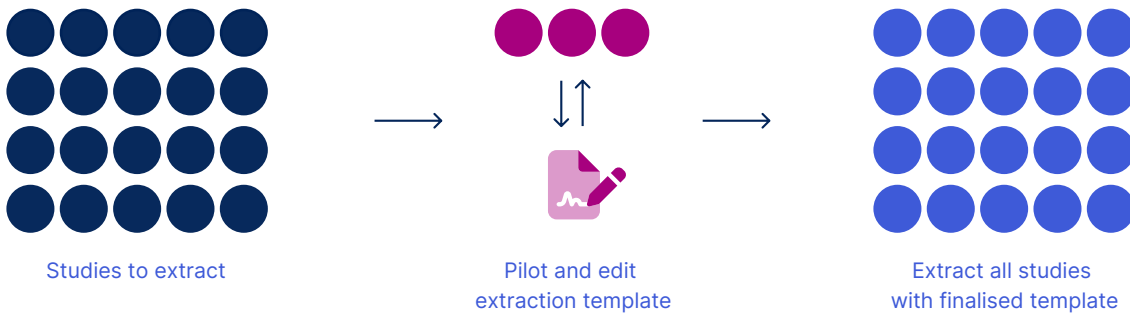 Studies to extract
Pilot and edit
extraction template
Extract all studies
with finalised template